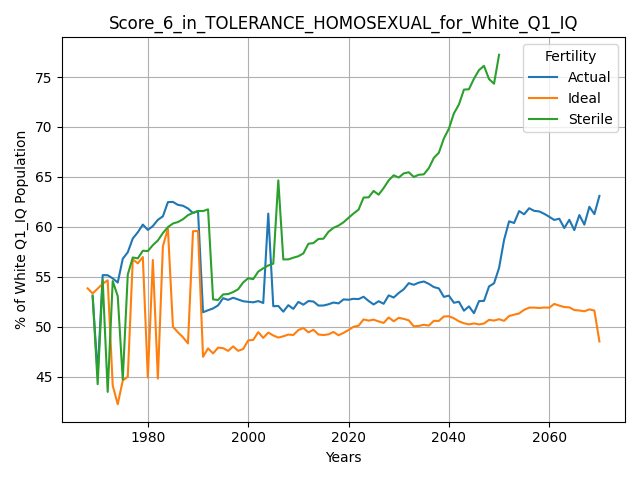 Score_6_in_TOLERANCE_HOMOSEXUAL_for_White_Q1_IQ
% of White Q1_IQ Population
75
70
65
60
55
50
45
Fertility
Actual
Ideal
Sterile
1980 2000 2020 2040 2060
Years